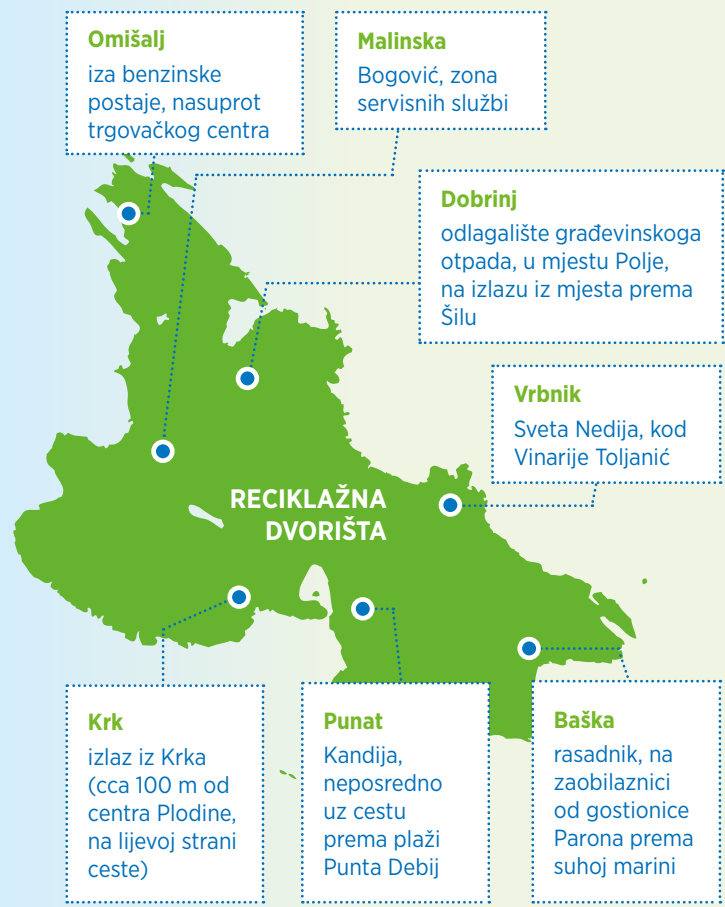 Omišalj
iza benzinske
postaje, nasuprot
trgovačkog centra
Malinska
Bogović, zona
servisnih službi
Dobrinj
odlagalište građevinskoga
otpada, u mjestu Polje,
na izlazu iz mjesta prema
Šilu
Vrbnik
Sveta Nedija, kod
Vinarije Toljanić
RECIKLAŽNA
DVORIŠTA
Krk
izlaz iz Krka
(cca 100 m od
centra Plodine,
na lijevoj strani
ceste)
Punat
Kandija,
neposredno
uz cestu
prema plaži
Punta Debij
Baška
rasadnik, na
zaobilaznici
od gostionice
Parona prema
suhoj marini